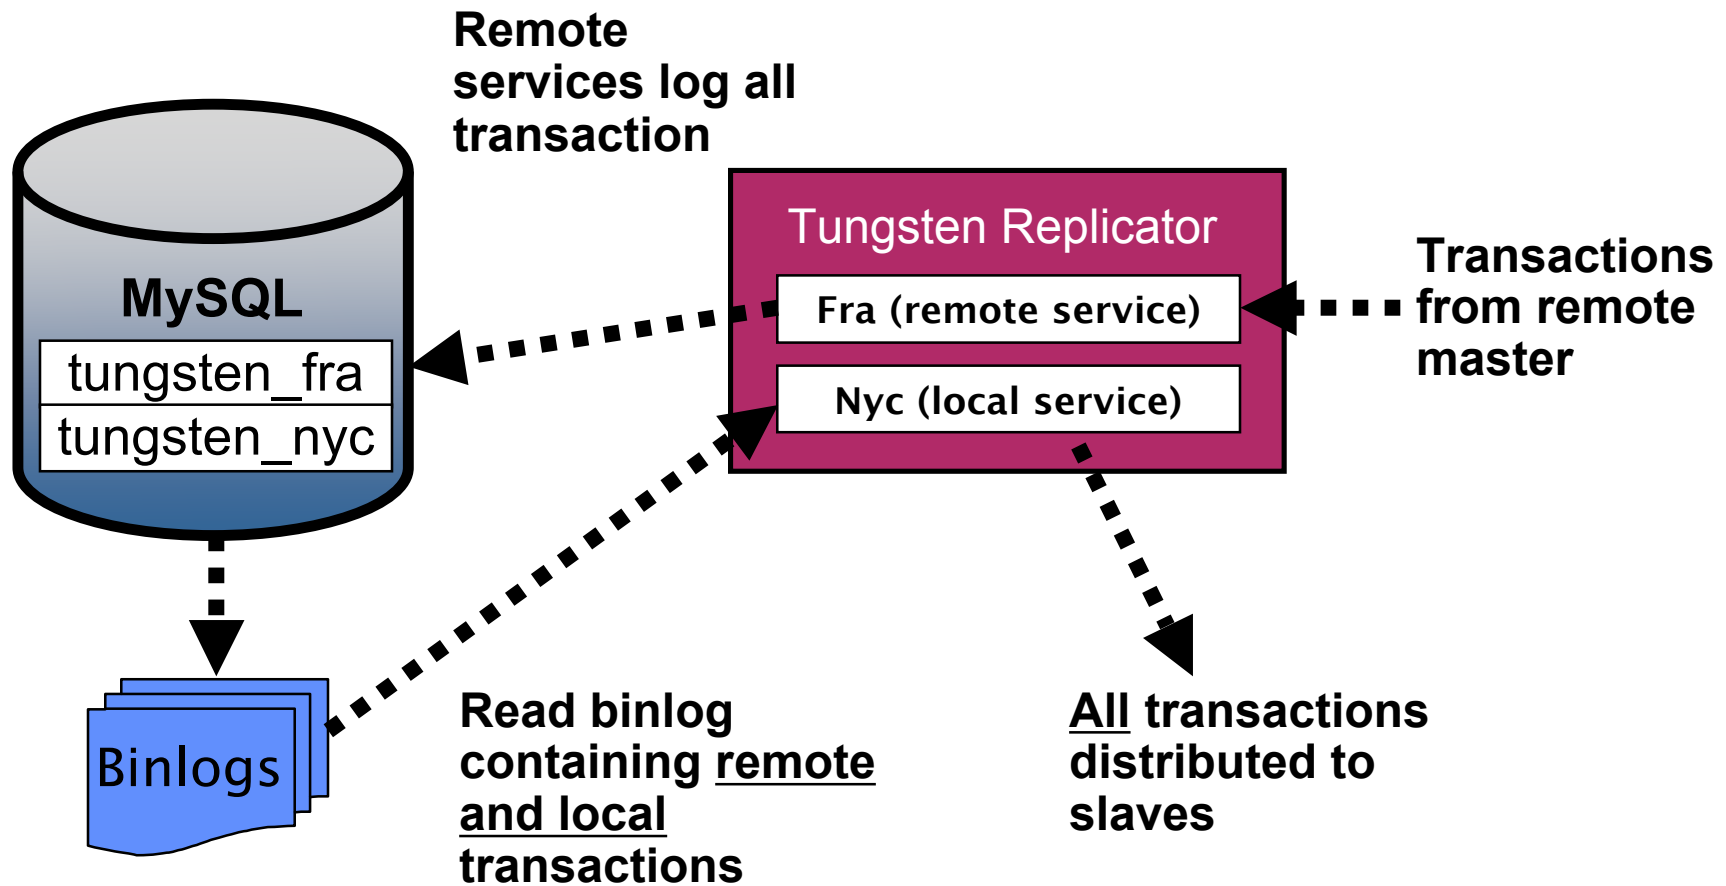 Remote
services log all
transaction
MySQL
tungsten_fra
tungsten_nyc
Tungsten Replicator
Fra (remote service)
Nyc (local service)
Transactions
from remote
master
Binlogs
Read binlog
containing remote
and local
transactions
All transactions
distributed to
slaves